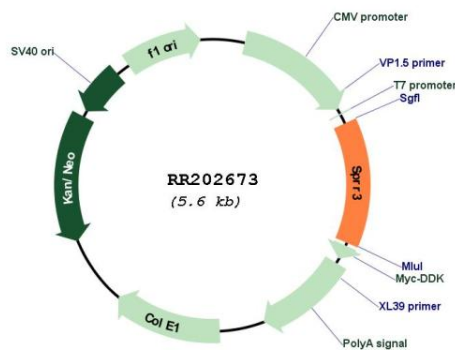 CMV promoter
SV40 ori
f1 ori
VP1.5 primer
T7 promoter
SgfI
Kan/Neo
RR202673
(5.6 kb)
Sprr3
MluI
Myc-DDK
XL39 primer
Col E1
PolyA signal